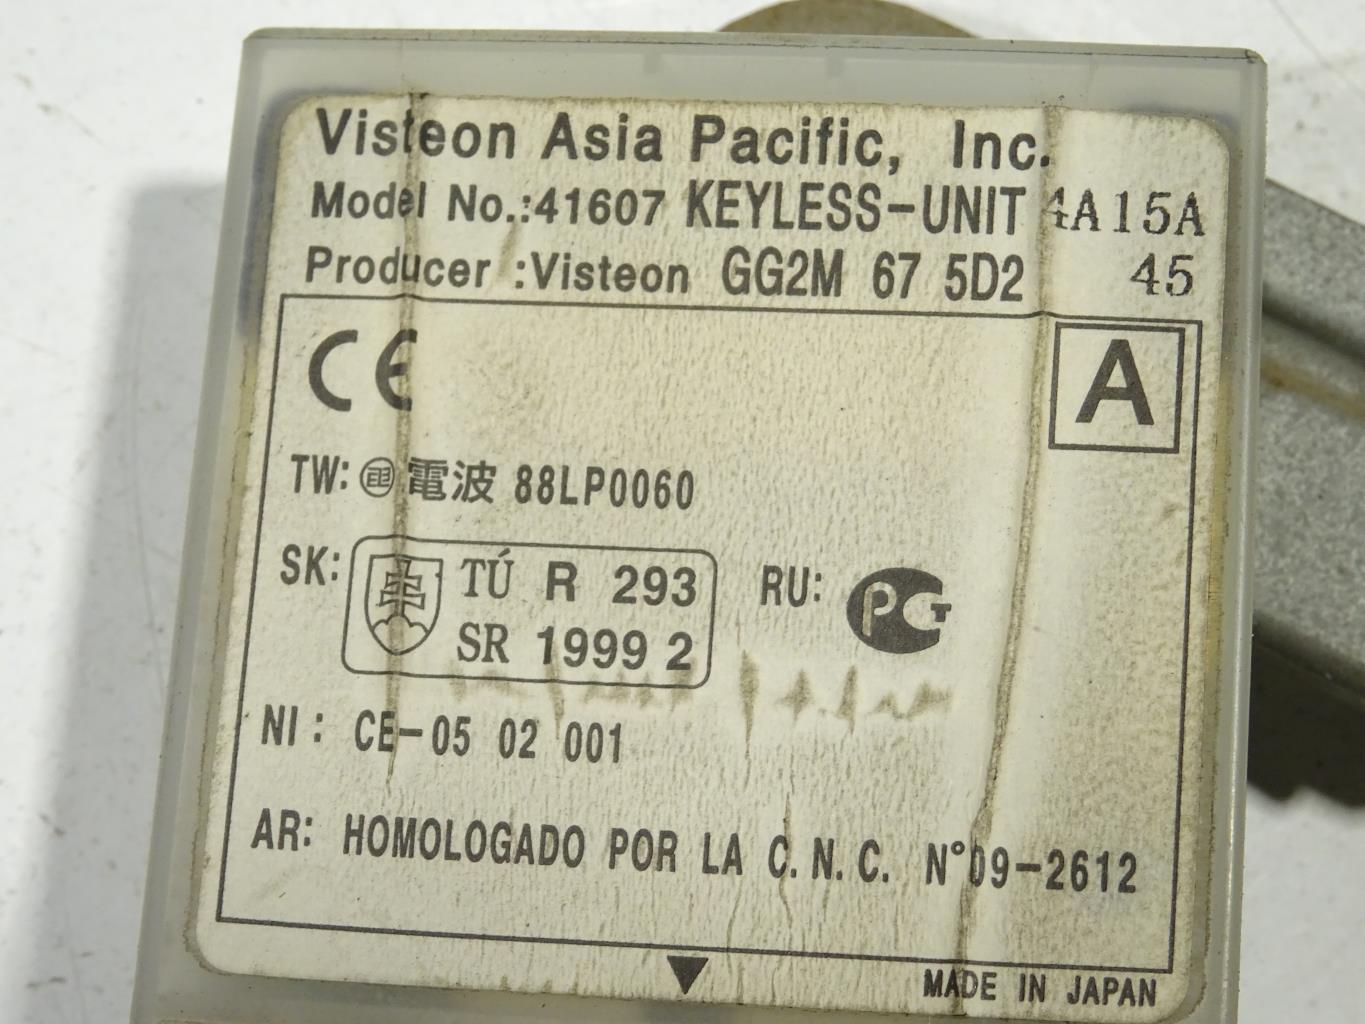 Visteon Asia Pacific, Inc.
Model No.:41607 KEYLESS-UNIT 4A15A
Producer :Visteon GG2M 67 5D2 45
CE
A
TW: 電波 88LP0060
SK: TÚ R 293
SR 1999 2
RU: PCT
NI: CE-05 02 001
AR: HOMOLOGADO POR LA C.N.C. N°09-2612
MADE IN JAPAN